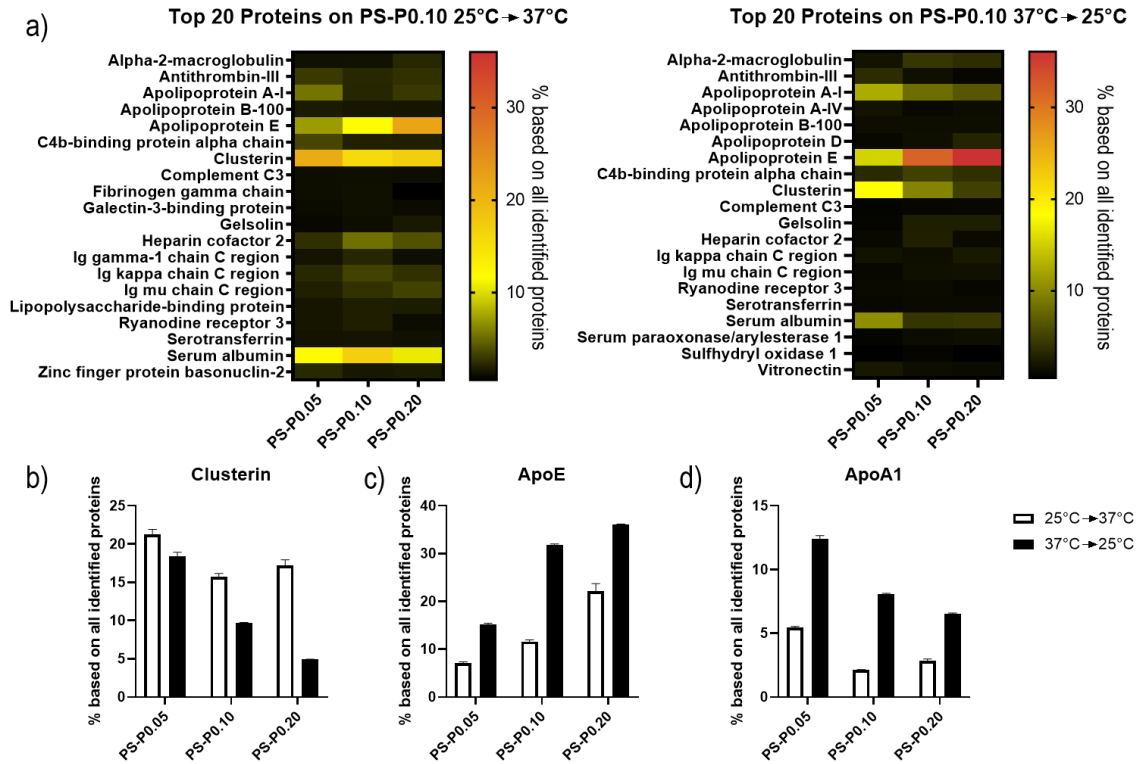 a)
Top 20 Proteins on PS-P0.10 25°C→37°C
Alpha-2-macroglobulin
Antithrombin-III
Apolipoprotein A-I
Apolipoprotein B-100
Apolipoprotein E
C4b-binding protein alpha chain
Clusterin
Complement C3
Fibrinogen gamma chain
Galectin-3-binding protein
Gelsolin
Heparin cofactor 2
Ig gamma-1 chain C region
Ig kappa chain C region
Ig mu chain C region
Lipopolysaccharide-binding protein
Ryanodine receptor 3
Serotransferrin
Serum albumin
Zinc finger protein basonuclin-2
PS-P0.05
PS-P0.10
PS-P0.20
30
20
10
% based on all identified proteins
Top 20 Proteins on PS-P0.10 37°C→25°C
Alpha-2-macroglobulin
Antithrombin-III
Apolipoprotein A-I
Apolipoprotein A-IV
Apolipoprotein B-100
Apolipoprotein D
Apolipoprotein E
C4b-binding protein alpha chain
Clusterin
Complement C3
Gelsolin
Heparin cofactor 2
Ig kappa chain C region
Ig mu chain C region
Ryanodine receptor 3
Serotransferrin
Serum albumin
Serum paraoxonase/arylesterase 1
Sulfhydryl oxidase 1
Vitronectin
PS-P0.05
PS-P0.10
PS-P0.20
30
20
10
% based on all identified proteins
b)
Clusterin
% based on all identified proteins
25
20
15
10
5
0
PS-P0.05
PS-P0.10
PS-P0.20
c)
ApoE
% based on all identified proteins
40
30
20
10
0
PS-P0.05
PS-P0.10
PS-P0.20
d)
ApoA1
% based on all identified proteins
15
10
5
0
PS-P0.05
PS-P0.10
PS-P0.20
25°C→37°C
37°C→25°C